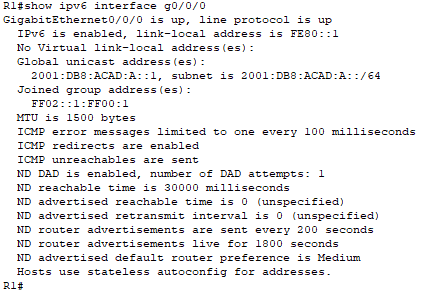 R1#show ipv6 interface g0/0/0
GigabitEthernet0/0/0 is up, line protocol is up
IPv6 is enabled, link-local address is FE80::1
No Virtual link-local address(es):
Global unicast address(es):
2001:DB8:ACAD:A::1, subnet is 2001:DB8:ACAD:A::/64
Joined group address(es):
FF02::1:FF00:1
MTU is 1500 bytes
ICMP error messages limited to one every 100 milliseconds
ICMP redirects are enabled
ICMP unreachables are sent
ND DAD is enabled, number of DAD attempts: 1
ND reachable time is 30000 milliseconds
ND advertised reachable time is 0 (unspecified)
ND advertised retransmit interval is 0 (unspecified)
ND router advertisements are sent every 200 seconds
ND router advertisements live for 1800 seconds
ND advertised default router preference is Medium
Hosts use stateless autoconfig for addresses.
R1#